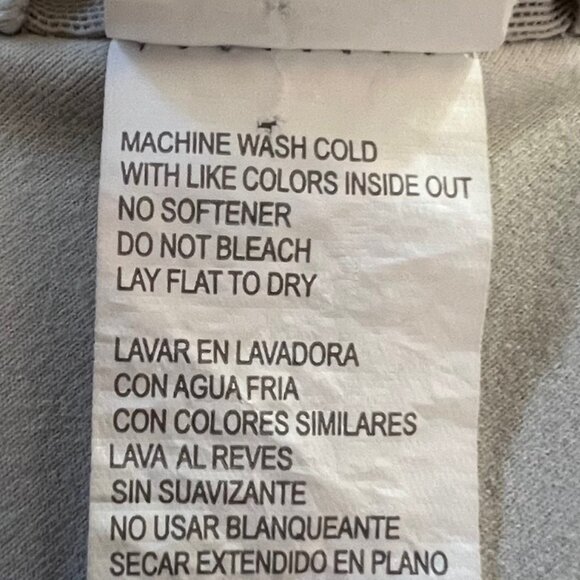 MACHINE WASH COLD
WITH LIKE COLORS INSIDE OUT
NO SOFTENER
DO NOT BLEACH
LAY FLAT TO DRY
LAVAR EN LAVADORA
CON AGUA FRIA
CON COLORES SIMILARES
LAVA AL REVES
SIN SUAVIZANTE
NO USAR BLANQUEANTE
SECAR EXTENDIDO EN PLANO